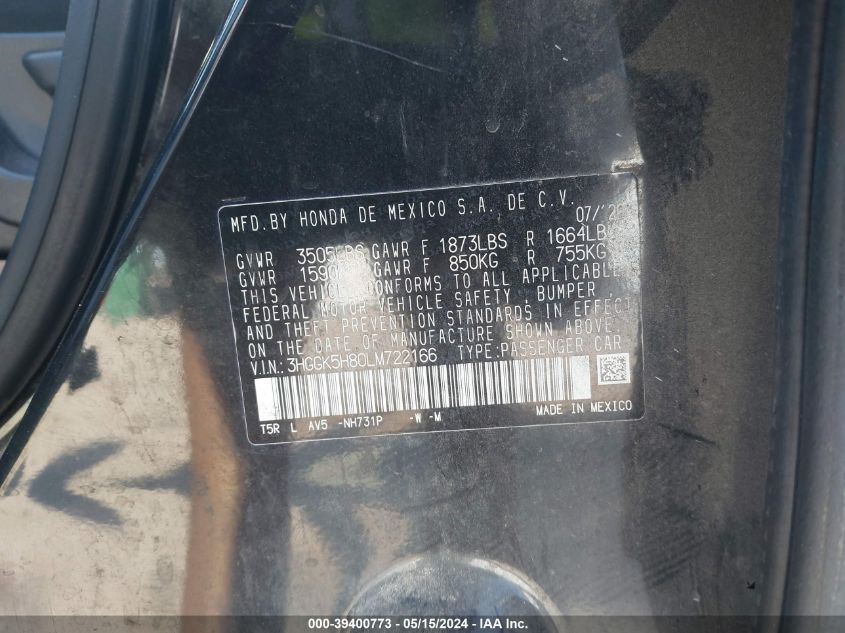 MFD.BY HONDA DE MEXICO S.A. DE C.V.
GVWR GAWR F 1873LBS R
GVWR GAWR F 850KG R 755KG
THIS VEHICLE CONFORMS TO ALL APPLICABLE
FEDERAL MOTOR VEHICLE SAFETY, BUMPER,
AND THEFT PREVENTION STANDARDS IN EFFECT
ON THE DATE OF MANUFACTURE SHOWN ABOVE.
V.I.N.:3HGGK5H80LM722166 TYPE:PASSENGER CAR
T5R L AV5 -NH731P -W -M MADE IN MEXICO
000-39400773 - 05/15/2024 - IAA Inc.